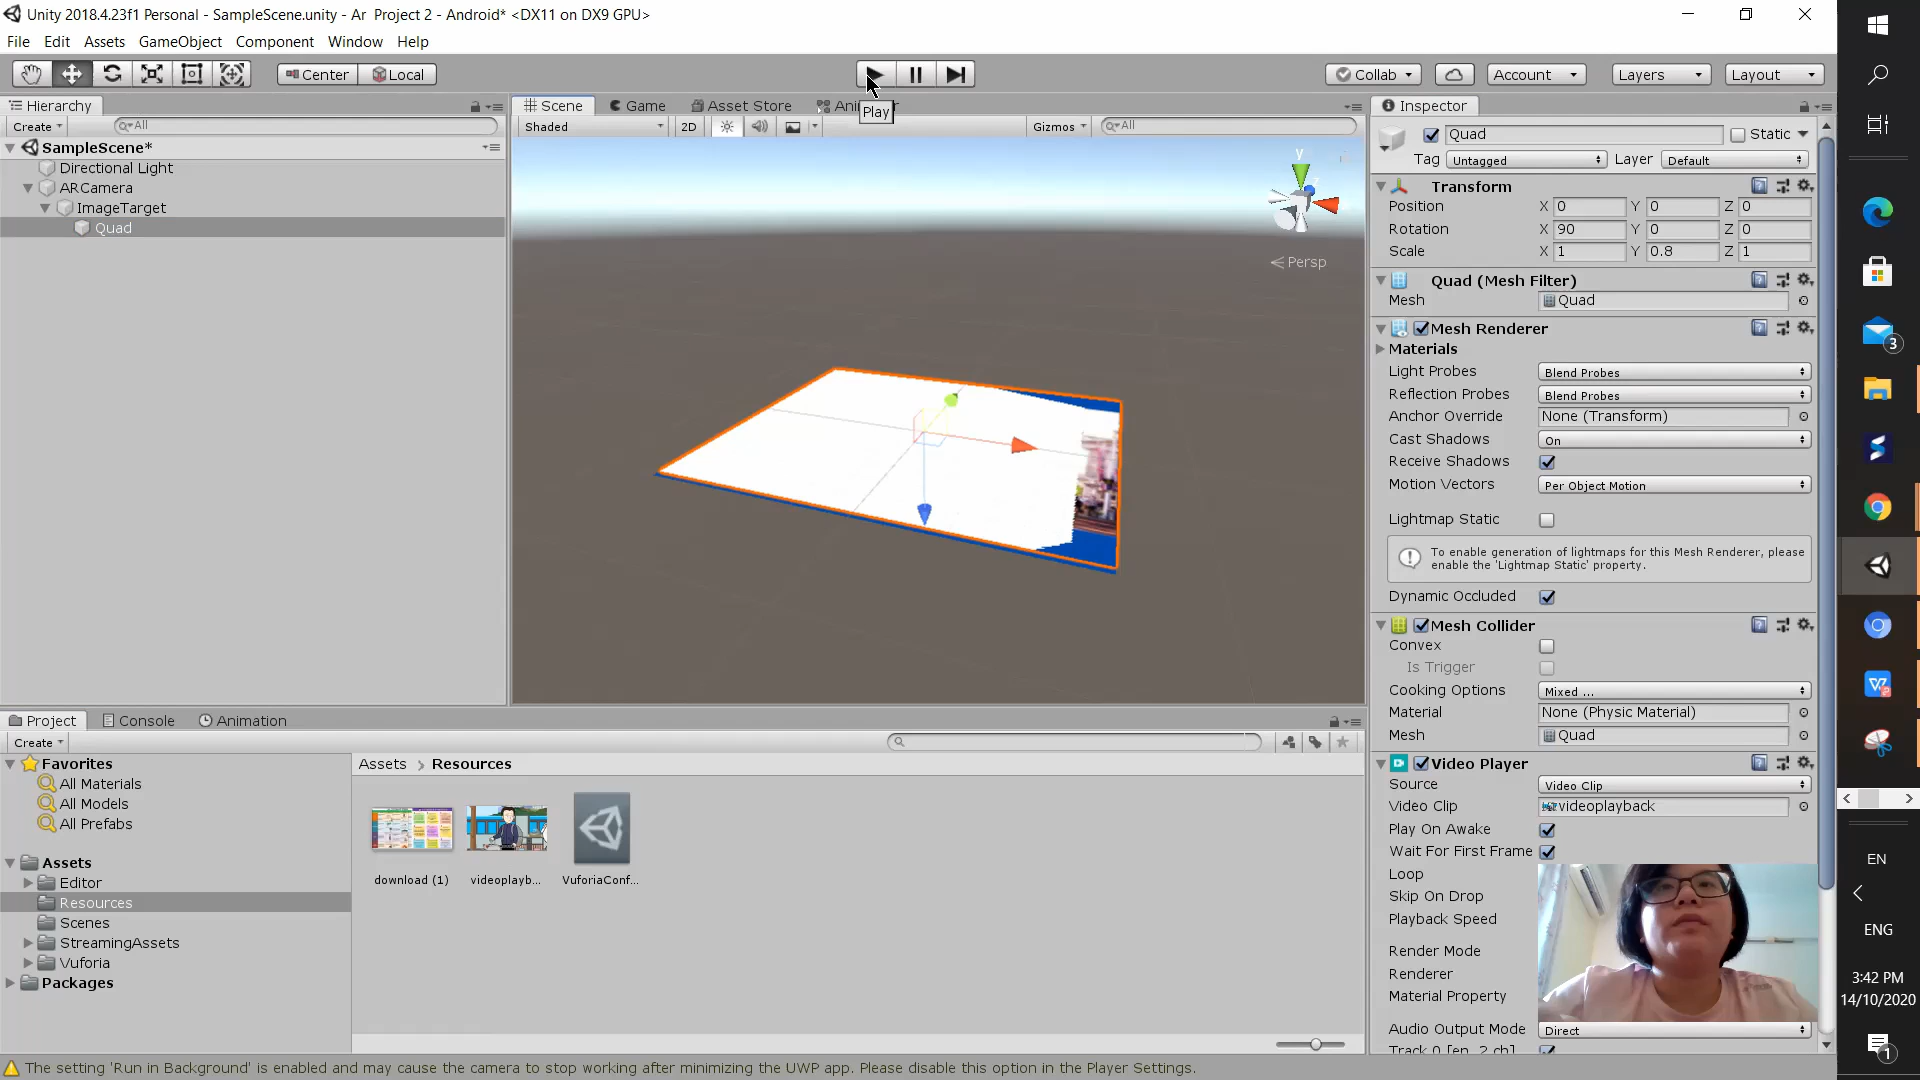 Unity 2018.4.23f1 Personal - SampleScene.unity - Ar  Project 2 - Android* <DX11 on DX9 GPU>
File Edit Assets GameObject Component Window Help
Center Local Collab Account Layers Layout
Play
Hierarchy
Create All
SampleScene*
Directional Light
ARCamera
ImageTarget
Quad
Scene Game Asset Store
Shaded 2D Gizmos All
y
Persp
Inspector
Quad Static
Tag Untagged Layer Default
Transform
Position X 0 Y 0 Z 0
Rotation X 90 Y 0 Z 0
Scale X 1 Y 0.8 Z 1
Quad (Mesh Filter)
Mesh Quad
Mesh Renderer
Materials
Light Probes Blend Probes
Reflection Probes Blend Probes
Anchor Override None (Transform)
Cast Shadows On
Receive Shadows
Motion Vectors Per Object Motion
Lightmap Static
To enable generation of lightmaps for this Mesh Renderer, please
enable the 'Lightmap Static' property.
Dynamic Occluded
Mesh Collider
Convex
Is Trigger
Cooking Options Mixed ...
Material None (Physic Material)
Mesh Quad
Video Player
Source Video Clip
Video Clip videoplayback
Play On Awake
Wait For First Frame
Loop
Skip On Drop
Playback Speed
Render Mode
Renderer
Material Property
Audio Output Mode Direct
Track 0 [en, 2 ch]
Project Console Animation
Create
Favorites
All Materials
All Models
All Prefabs
Assets
Editor
Resources
Scenes
StreamingAssets
Vuforia
Packages
Assets > Resources
download (1) videoplayb... VuforiaConf...
The setting 'Run in Background' is enabled and may cause the camera to stop working after minimizing the UWP app. Please disable this option in the Player Settings.
3
EN
ENG
3:42 PM
14/10/2020
1